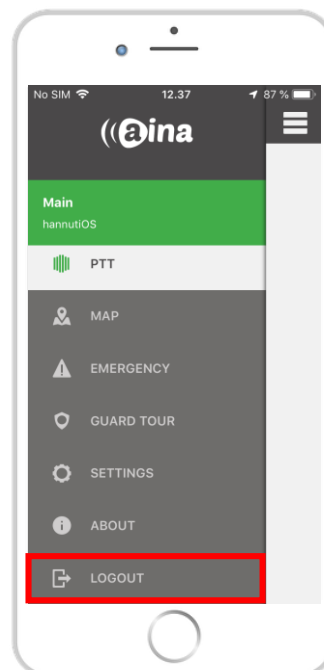 No SIM 12.37 87 %
aina
Main
hannutiOS
PTT
MAP
EMERGENCY
GUARD TOUR
SETTINGS
ABOUT
LOGOUT